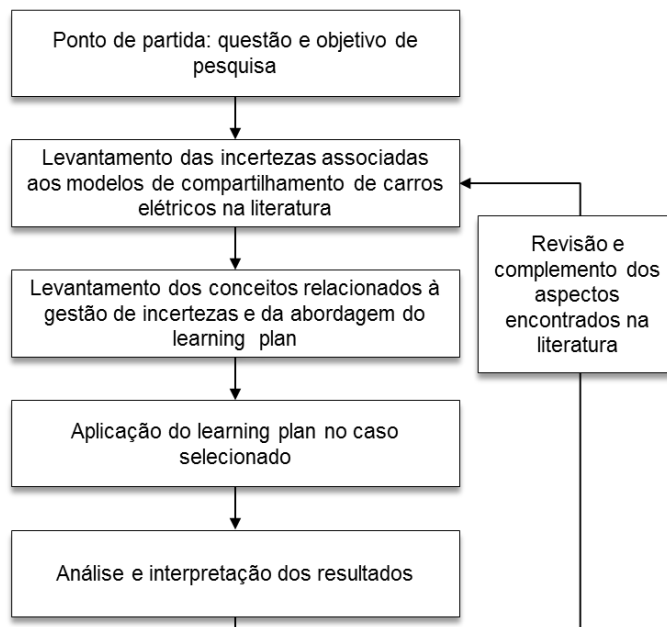 Ponto de partida: questão e objetivo de
pesquisa
Levantamento das incertezas associadas
aos modelos de compartilhamento de carros
elétricos na literatura
Levantamento dos conceitos relacionados à
gestão de incertezas e da abordagem do
learning plan
Aplicação do learning plan no caso
selecionado
Análise e interpretação dos resultados
Revisão e
complemento dos
aspectos
encontrados na
literatura